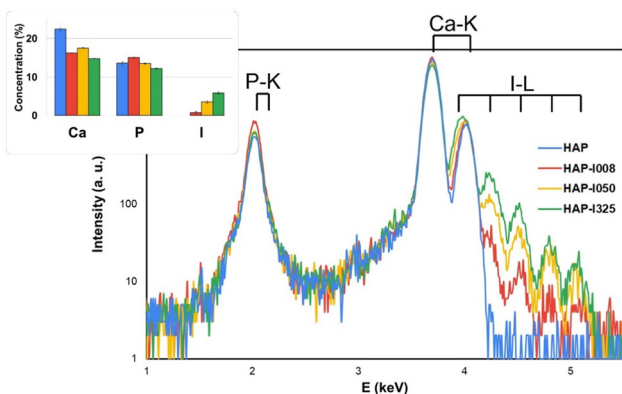 Concentration (%)
20
10
0
Ca P I
Ca-K
P-K
I-L
HAP
HAP-I008
HAP-I050
HAP-I325
Intensity (a. u.)
100
10
1
1 2 3 4 5
E (keV)